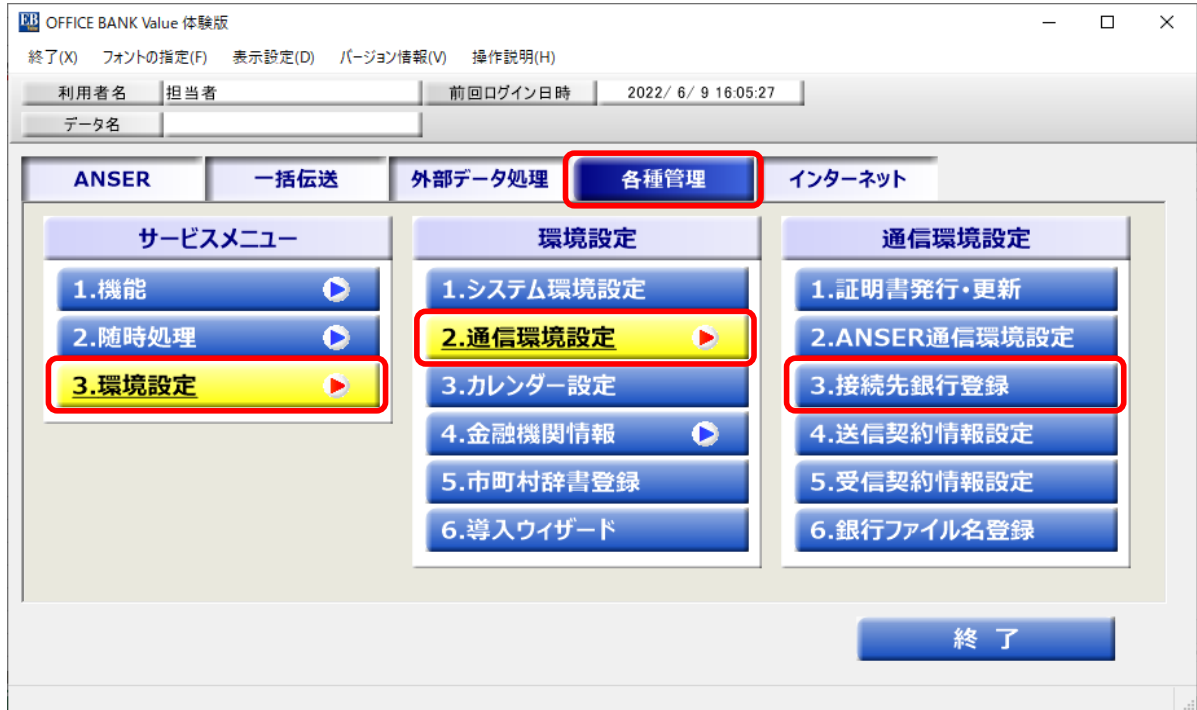 OFFICE BANK Value 体験版
終了(X) フォントの指定(F) 表示設定(D) バージョン情報(V) 操作説明(H)
利用者名 担当者 前回ログイン日時 2022/ 6/ 9 16:05:27
データ名
ANSER 一括伝送 外部データ処理 各種管理 インターネット
サービスメニュー
1.機能
2.随時処理
3.環境設定
環境設定
1.システム環境設定
2.通信環境設定
3.カレンダー設定
4.金融機関情報
5.市町村辞書登録
6.導入ウィザード
通信環境設定
1.証明書発行・更新
2.ANSER通信環境設定
3.接続先銀行登録
4.送信契約情報設定
5.受信契約情報設定
6.銀行ファイル名登録
終 了